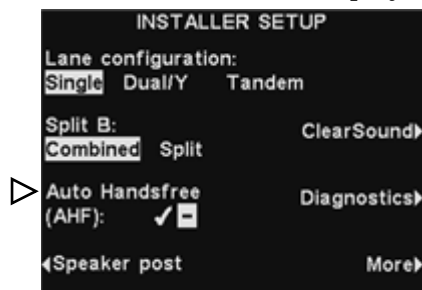 INSTALLER SETUP
Lane configuration:
Single Dual/Y Tandem
Split B:
Combined Split
ClearSound
Auto Handsfree
(AHF): ✓ –
Diagnostics
Speaker post
More